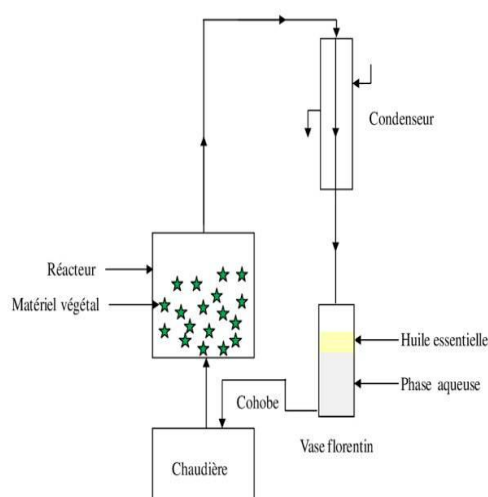 Condenseur
Réacteur
Matériel végétal
Huile essentielle
Phase aqueuse
Cohobe
Vase florentin
Chaudière